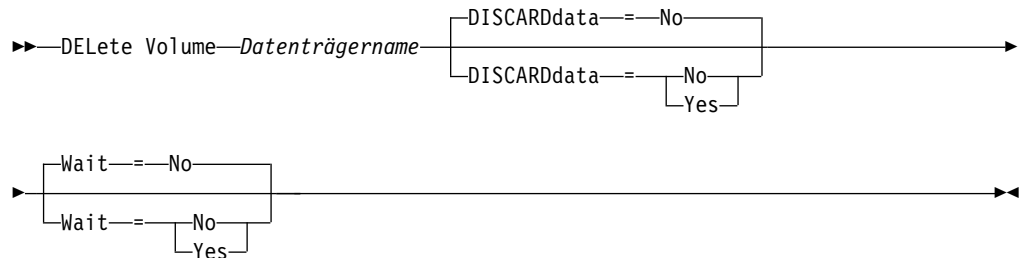 DISCARDdata = No
DELete Volume Datenträgername
DISCARDdata = No
Yes
Wait = No
Wait = No
Yes